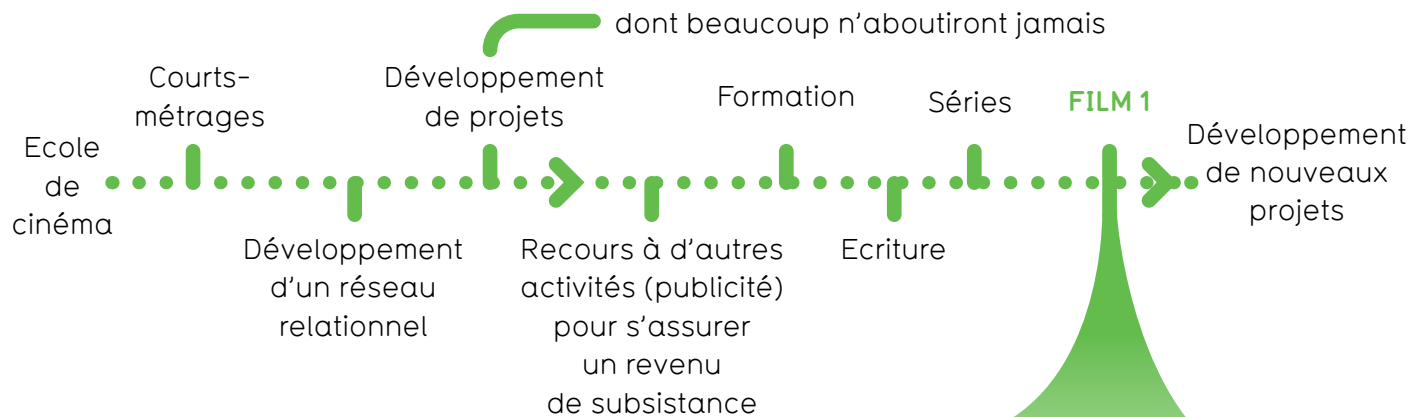 dont beaucoup n'aboutiront jamais
Courts-
métrages
Développement
de projets
Formation
Séries
FILM 1
Ecole
de
cinéma
Développement
de nouveaux
projets
Développement
d'un réseau
relationnel
Recours à d'autres
activités (publicité)
pour s'assurer
un revenu
de subsistance
Ecriture